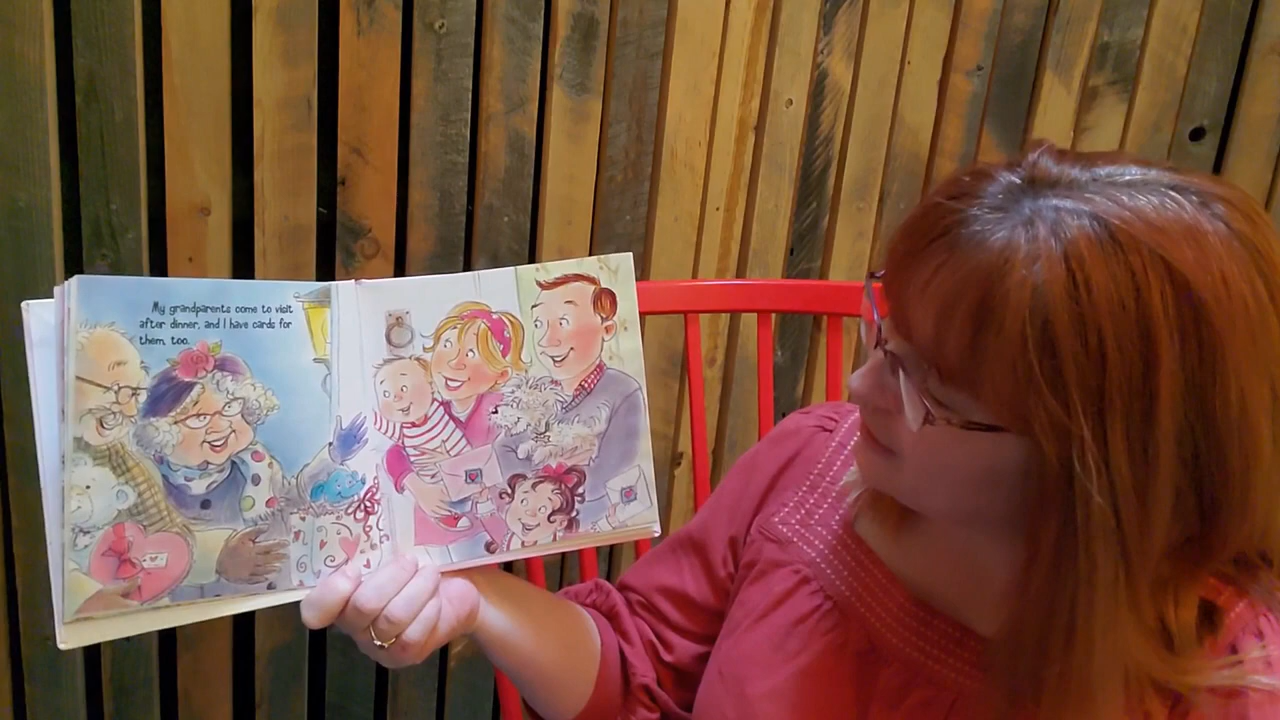 My grandparents come to visit
after dinner, and I have cards for
them, too.